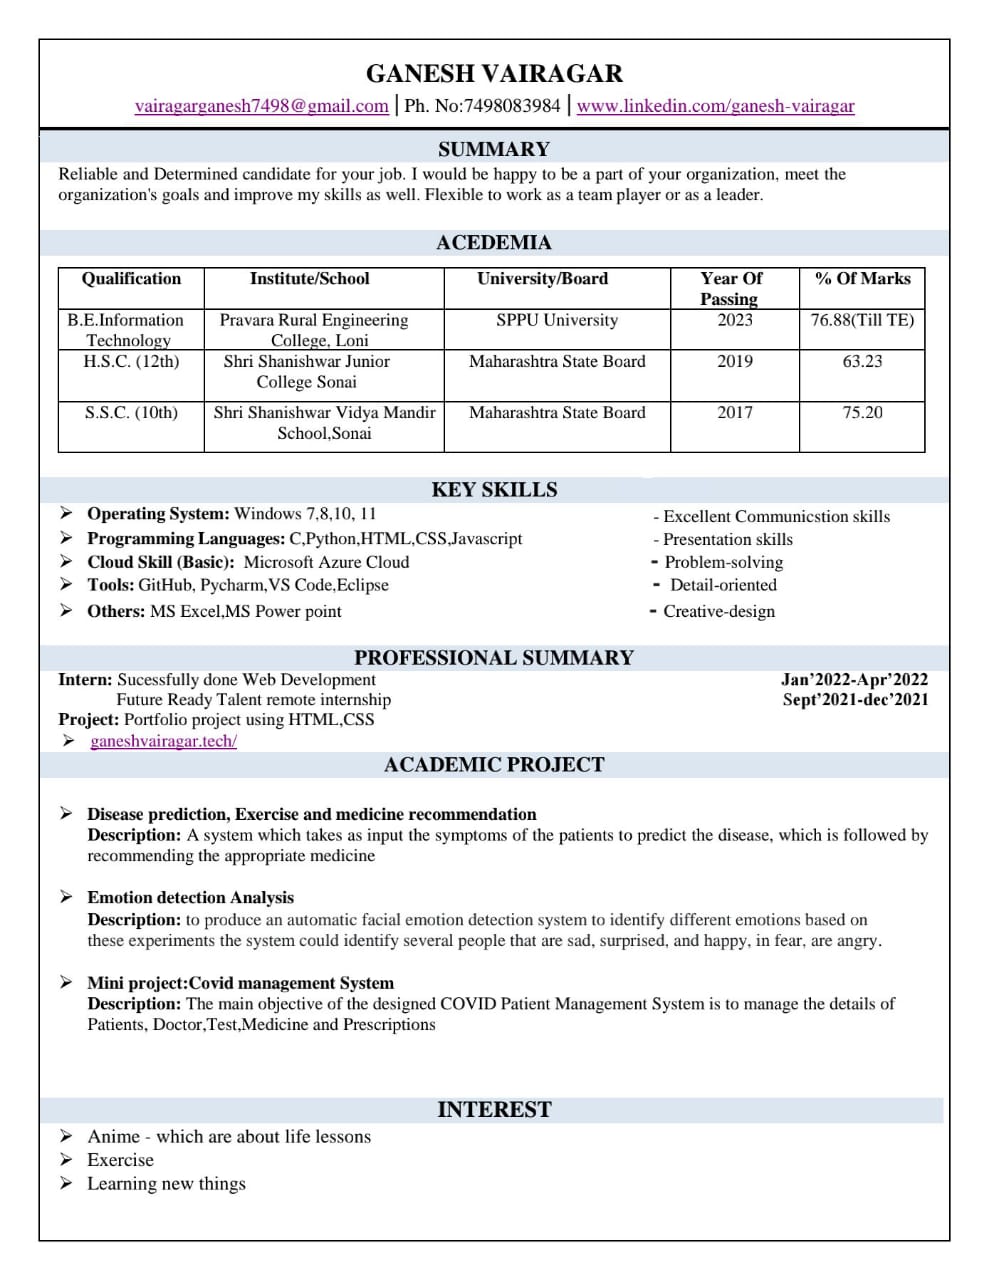 GANESH VAIRAGAR
vairagarganesh7498@gmail.com | Ph. No:7498083984 | www.linkedin.com/ganesh-vairagar
SUMMARY
Reliable and Determined candidate for your job. I would be happy to be a part of your organization, meet the
organization's goals and improve my skills as well. Flexible to work as a team player or as a leader.
ACEDEMIA
Qualification Institute/School University/Board Year Of % Of Marks
Passing
B.E.Information Pravara Rural Engineering SPPU University 2023 76.88(Till TE)
Technology College, Loni
H.S.C. (12th) Shri Shanishwar Junior Maharashtra State Board 2019 63.23
College Sonai
S.S.C. (10th) Shri Shanishwar Vidya Mandir Maharashtra State Board 2017 75.20
School,Sonai
KEY SKILLS
➢ Operating System: Windows 7,8,10, 11 - Excellent Communicstion skills
➢ Programming Languages: C,Python,HTML,CSS,Javascript - Presentation skills
➢ Cloud Skill (Basic): Microsoft Azure Cloud - Problem-solving
➢ Tools: GitHub, Pycharm,VS Code,Eclipse - Detail-oriented
➢ Others: MS Excel,MS Power point - Creative-design
PROFESSIONAL SUMMARY
Intern: Sucessfully done Web Development Jan’2022-Apr’2022
Future Ready Talent remote internship Sept’2021-dec’2021
Project: Portfolio project using HTML,CSS
➢ ganeshvairagar.tech/
ACADEMIC PROJECT
➢ Disease prediction, Exercise and medicine recommendation
Description: A system which takes as input the symptoms of the patients to predict the disease, which is followed by
recommending the appropriate medicine
➢ Emotion detection Analysis
Description: to produce an automatic facial emotion detection system to identify different emotions based on
these experiments the system could identify several people that are sad, surprised, and happy, in fear, are angry.
➢ Mini project:Covid management System
Description: The main objective of the designed COVID Patient Management System is to manage the details of
Patients, Doctor,Test,Medicine and Prescriptions
INTEREST
➢ Anime - which are about life lessons
➢ Exercise
➢ Learning new things